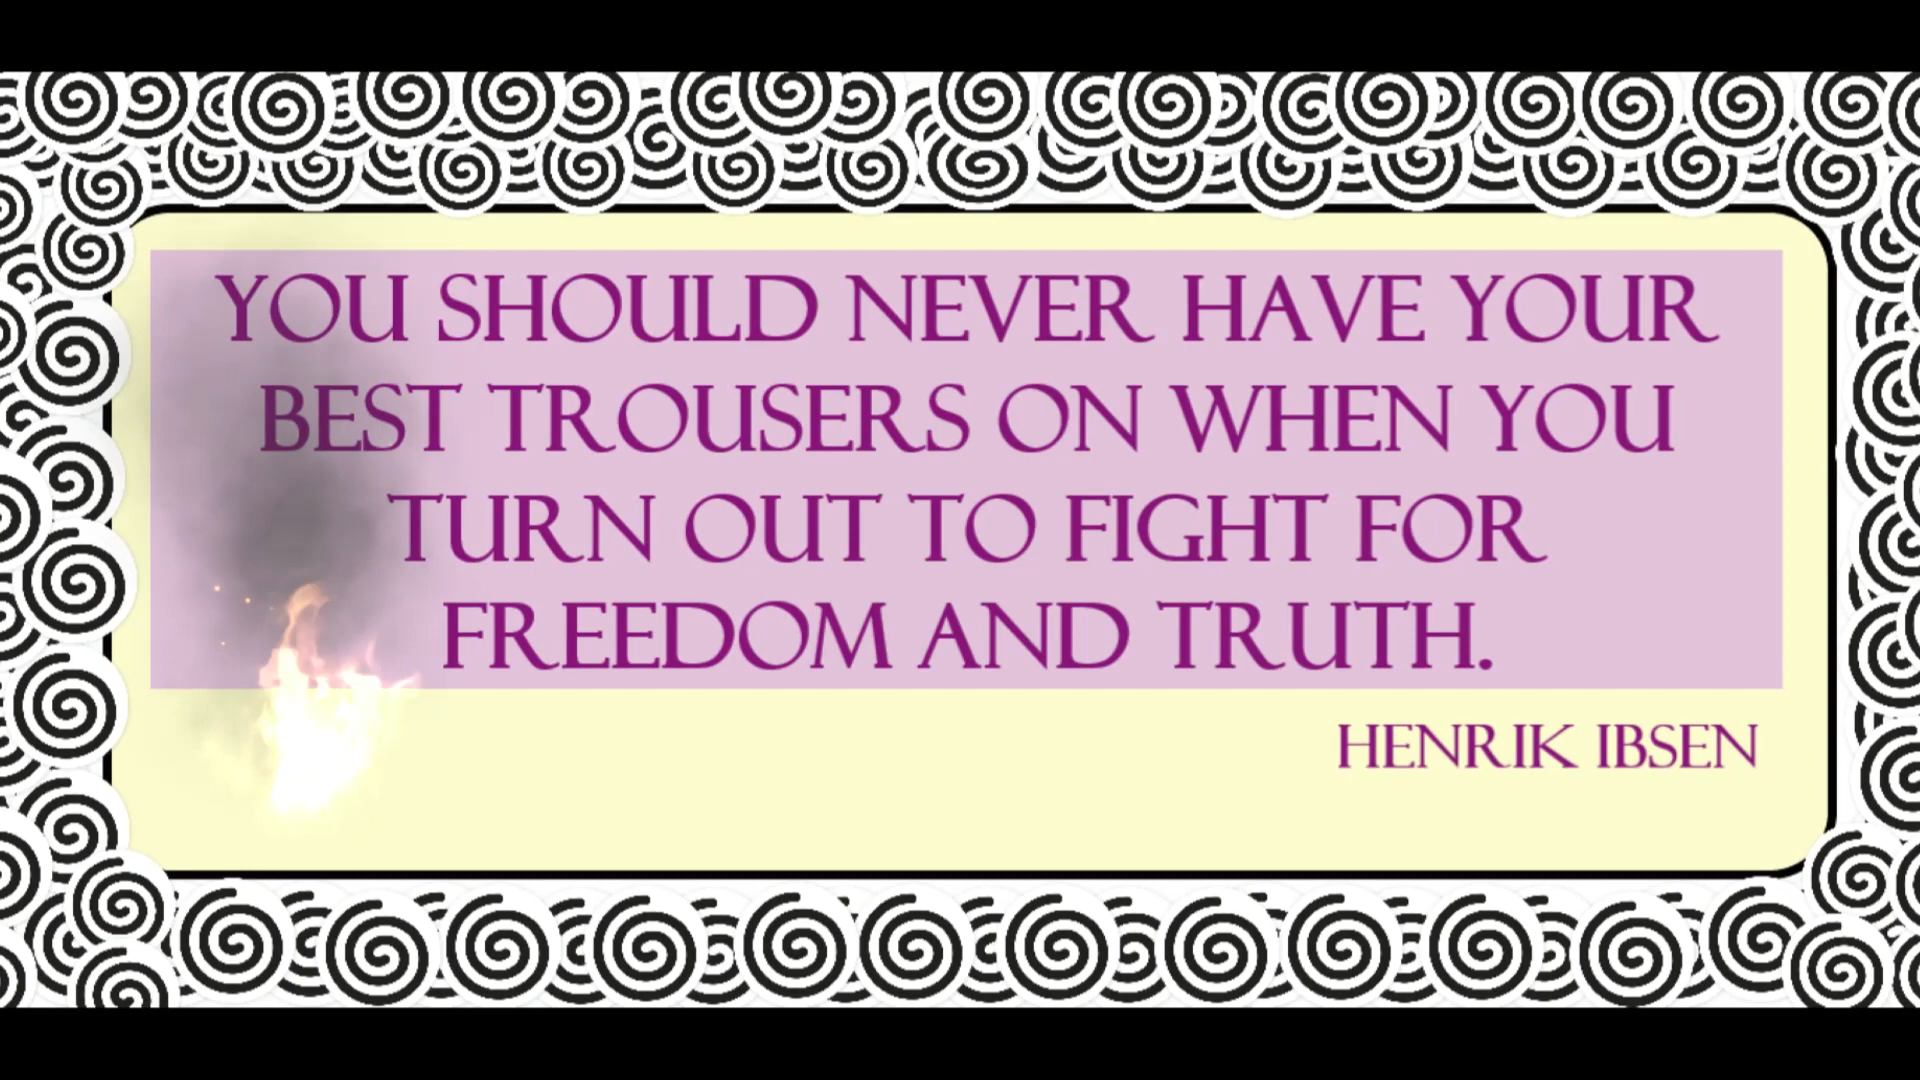 YOU SHOULD NEVER HAVE YOUR
BEST TROUSERS ON WHEN YOU
TURN OUT TO FIGHT FOR
FREEDOM AND TRUTH.
HENRIK IBSEN